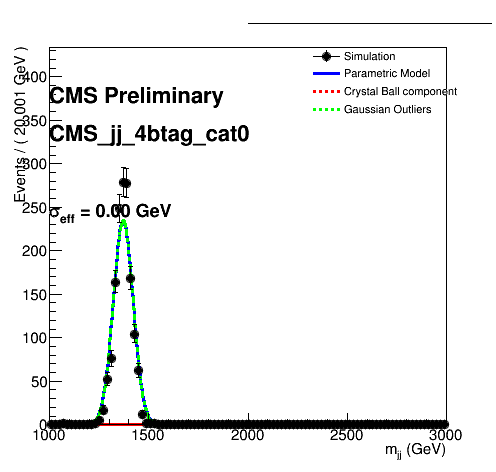 Simulation
Parametric Model
Crystal Ball component
Gaussian Outliers
CMS Preliminary
CMS_jj_4btag_cat0
σeff = 0.00 GeV
Events / ( 20.001 GeV )
400
350
300
250
200
150
100
50
0
1000 1500 2000 2500 3000
mjj (GeV)